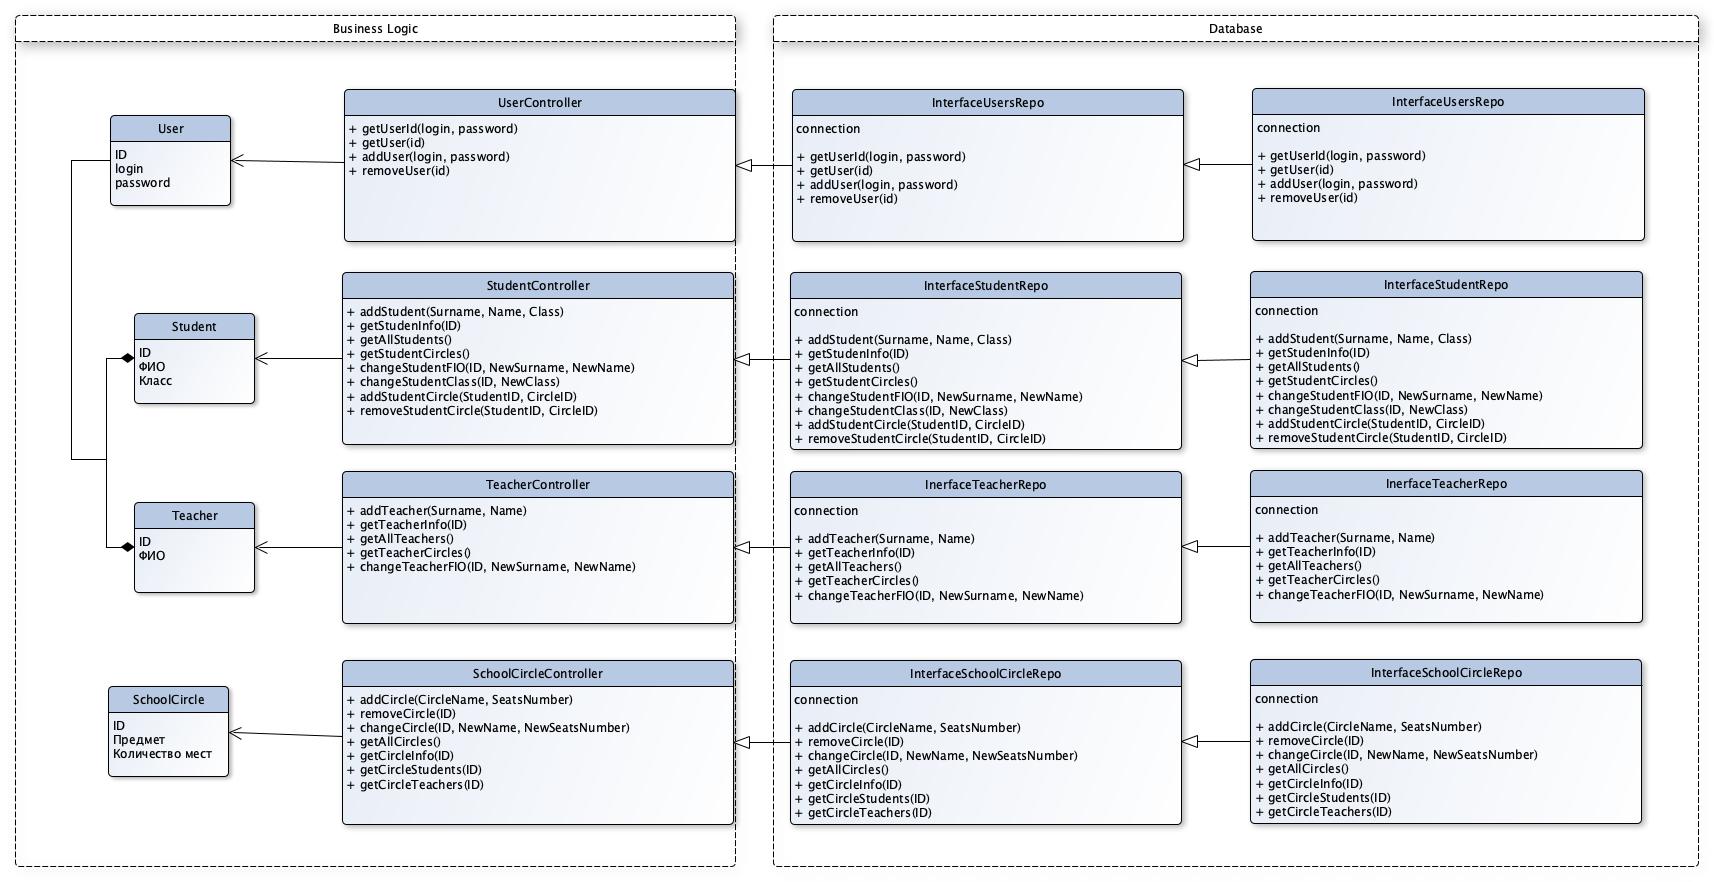 Business Logic
Database
User
ID
login
password
UserController
+ getUserId(login, password)
+ getUser(id)
+ addUser(login, password)
+ removeUser(id)
InterfaceUsersRepo
connection
+ getUserId(login, password)
+ getUser(id)
+ addUser(login, password)
+ removeUser(id)
InterfaceUsersRepo
connection
+ getUserId(login, password)
+ getUser(id)
+ addUser(login, password)
+ removeUser(id)
Student
ID
ФИО
Класс
StudentController
+ addStudent(Surname, Name, Class)
+ getStudenInfo(ID)
+ getAllStudents()
+ getStudentCircles()
+ changeStudentFIO(ID, NewSurname, NewName)
+ changeStudentClass(ID, NewClass)
+ addStudentCircle(StudentID, CircleID)
+ removeStudentCircle(StudentID, CircleID)
InterfaceStudentRepo
connection
+ addStudent(Surname, Name, Class)
+ getStudenInfo(ID)
+ getAllStudents()
+ getStudentCircles()
+ changeStudentFIO(ID, NewSurname, NewName)
+ changeStudentClass(ID, NewClass)
+ addStudentCircle(StudentID, CircleID)
+ removeStudentCircle(StudentID, CircleID)
InterfaceStudentRepo
connection
+ addStudent(Surname, Name, Class)
+ getStudenInfo(ID)
+ getAllStudents()
+ getStudentCircles()
+ changeStudentFIO(ID, NewSurname, NewName)
+ changeStudentClass(ID, NewClass)
+ addStudentCircle(StudentID, CircleID)
+ removeStudentCircle(StudentID, CircleID)
Teacher
ID
ФИО
TeacherController
+ addTeacher(Surname, Name)
+ getTeacherInfo(ID)
+ getAllTeachers()
+ getTeacherCircles()
+ changeTeacherFIO(ID, NewSurname, NewName)
InerfaceTeacherRepo
connection
+ addTeacher(Surname, Name)
+ getTeacherInfo(ID)
+ getAllTeachers()
+ getTeacherCircles()
+ changeTeacherFIO(ID, NewSurname, NewName)
InerfaceTeacherRepo
connection
+ addTeacher(Surname, Name)
+ getTeacherInfo(ID)
+ getAllTeachers()
+ getTeacherCircles()
+ changeTeacherFIO(ID, NewSurname, NewName)
SchoolCircle
ID
Предмет
Количество мест
SchoolCircleController
+ addCircle(CircleName, SeatsNumber)
+ removeCircle(ID)
+ changeCircle(ID, NewName, NewSeatsNumber)
+ getAllCircles()
+ getCircleInfo(ID)
+ getCircleStudents(ID)
+ getCircleTeachers(ID)
InterfaceSchoolCircleRepo
connection
+ addCircle(CircleName, SeatsNumber)
+ removeCircle(ID)
+ changeCircle(ID, NewName, NewSeatsNumber)
+ getAllCircles()
+ getCircleInfo(ID)
+ getCircleStudents(ID)
+ getCircleTeachers(ID)
InterfaceSchoolCircleRepo
connection
+ addCircle(CircleName, SeatsNumber)
+ removeCircle(ID)
+ changeCircle(ID, NewName, NewSeatsNumber)
+ getAllCircles()
+ getCircleInfo(ID)
+ getCircleStudents(ID)
+ getCircleTeachers(ID)